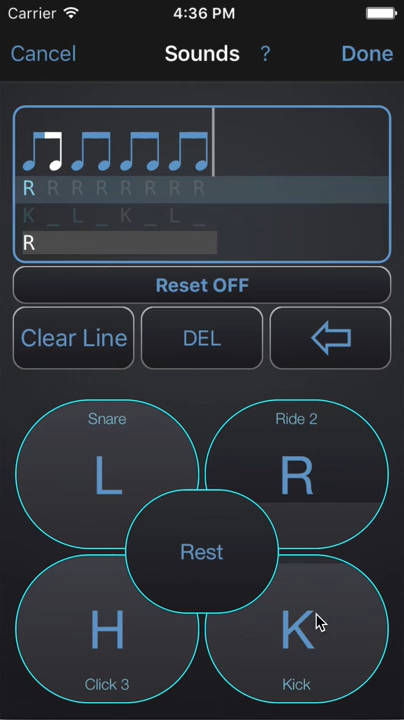 Carrier 4:36 PM
Cancel Sounds ? Done
R R R R R R R R
K _ L _ K _ L _
R
Reset OFF
Clear Line DEL
Snare Ride 2
L R
Rest
H K
Click 3 Kick